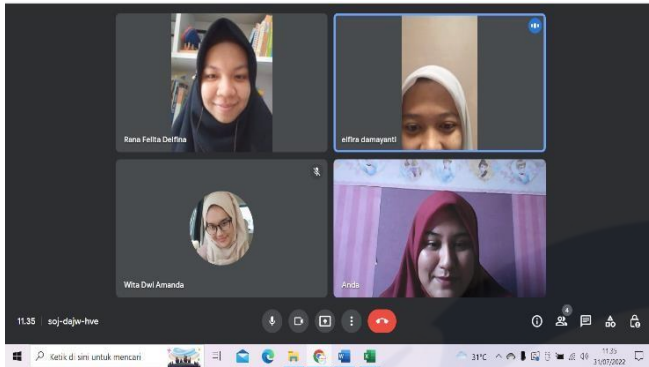 Rana Felita Delfina
elfira damayanti
Wita Dwi Amanda
Anda
11.35 | soj-dajw-hve
4
Ketik di sini untuk mencari
31°C
11.35
31/07/2022